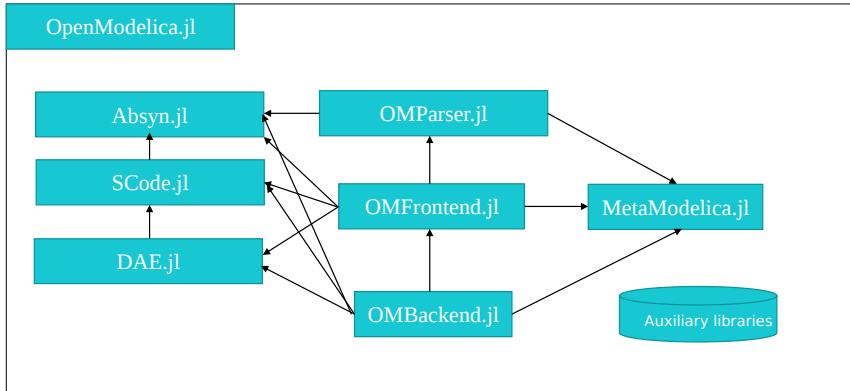 OpenModelica.jl
Absyn.jl
OMParser.jl
SCode.jl
OMFrontend.jl
MetaModelica.jl
DAE.jl
OMBackend.jl
Auxiliary libraries